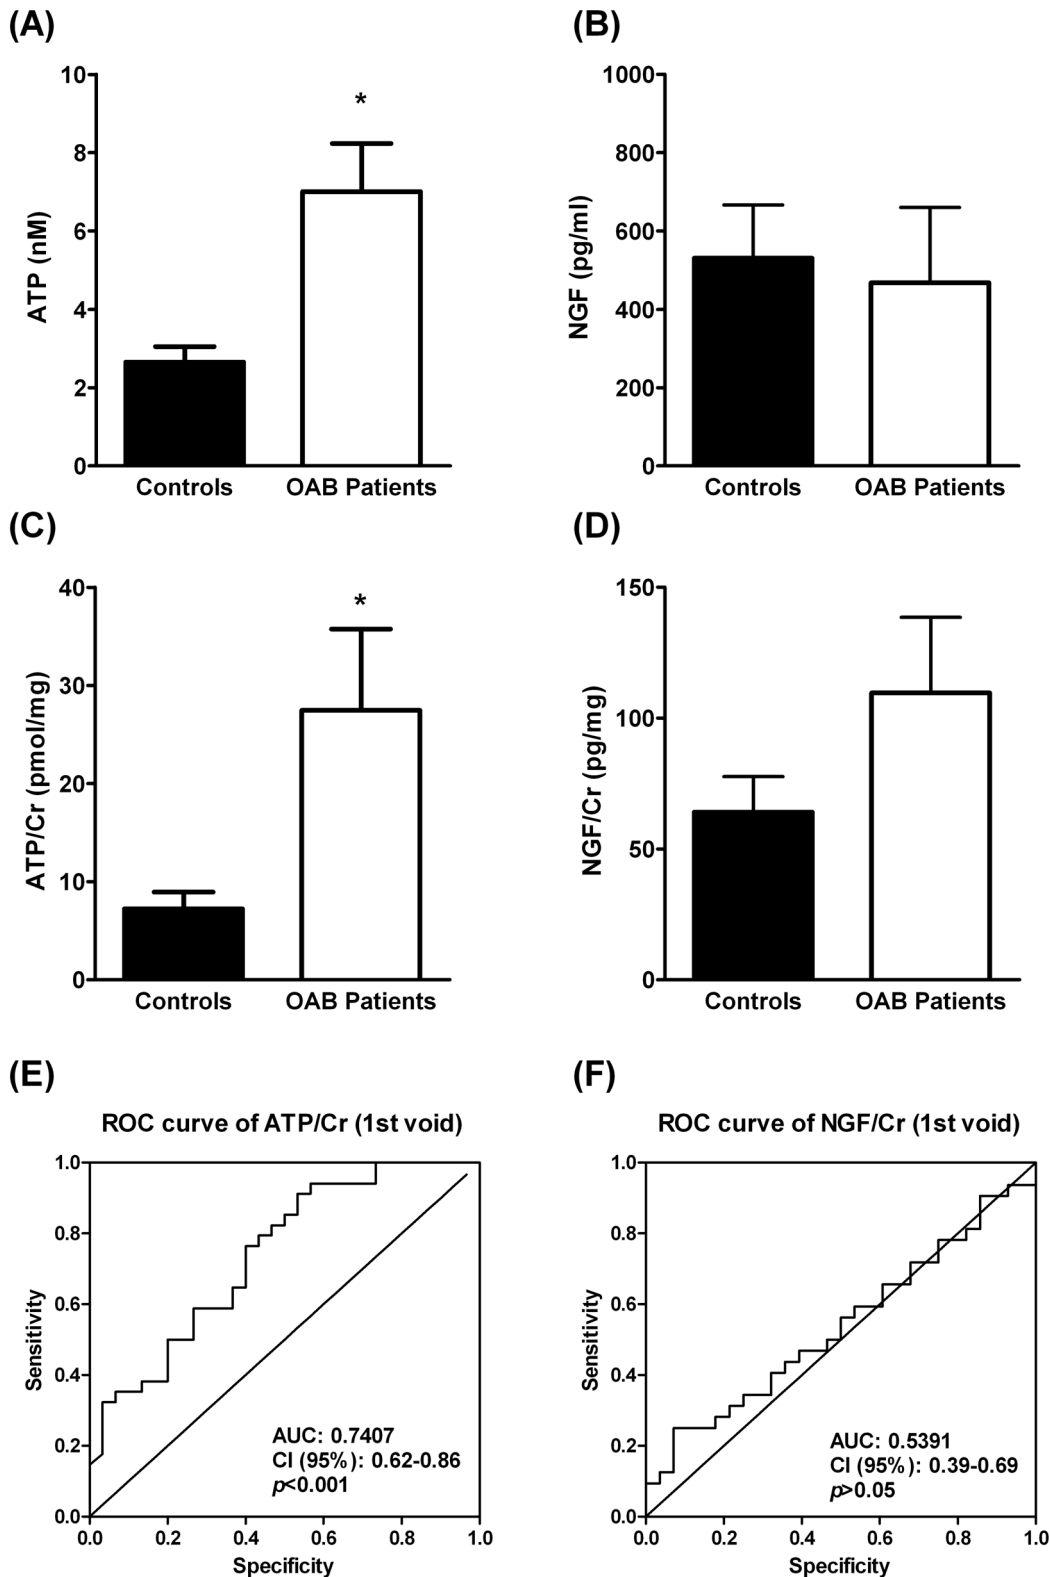 (A)
(B)
10
8
6
4
2
0
ATP (nM)
*
Controls
OAB Patients
1000
800
600
400
200
0
NGF (pg/ml)
Controls
OAB Patients
(C)
(D)
40
30
20
10
0
ATP/Cr (pmol/mg)
*
Controls
OAB Patients
150
100
50
0
NGF/Cr (pg/mg)
Controls
OAB Patients
(E)
(F)
ROC curve of ATP/Cr (1st void)
1.0
0.8
0.6
0.4
0.2
0.0
Sensitivity
AUC: 0.7407
CI (95%): 0.62-0.86
p<0.001
0.0 0.2 0.4 0.6 0.8 1.0
Specificity
ROC curve of NGF/Cr (1st void)
1.0
0.8
0.6
0.4
0.2
0.0
Sensitivity
AUC: 0.5391
CI (95%): 0.39-0.69
p>0.05
0.0 0.2 0.4 0.6 0.8 1.0
Specificity